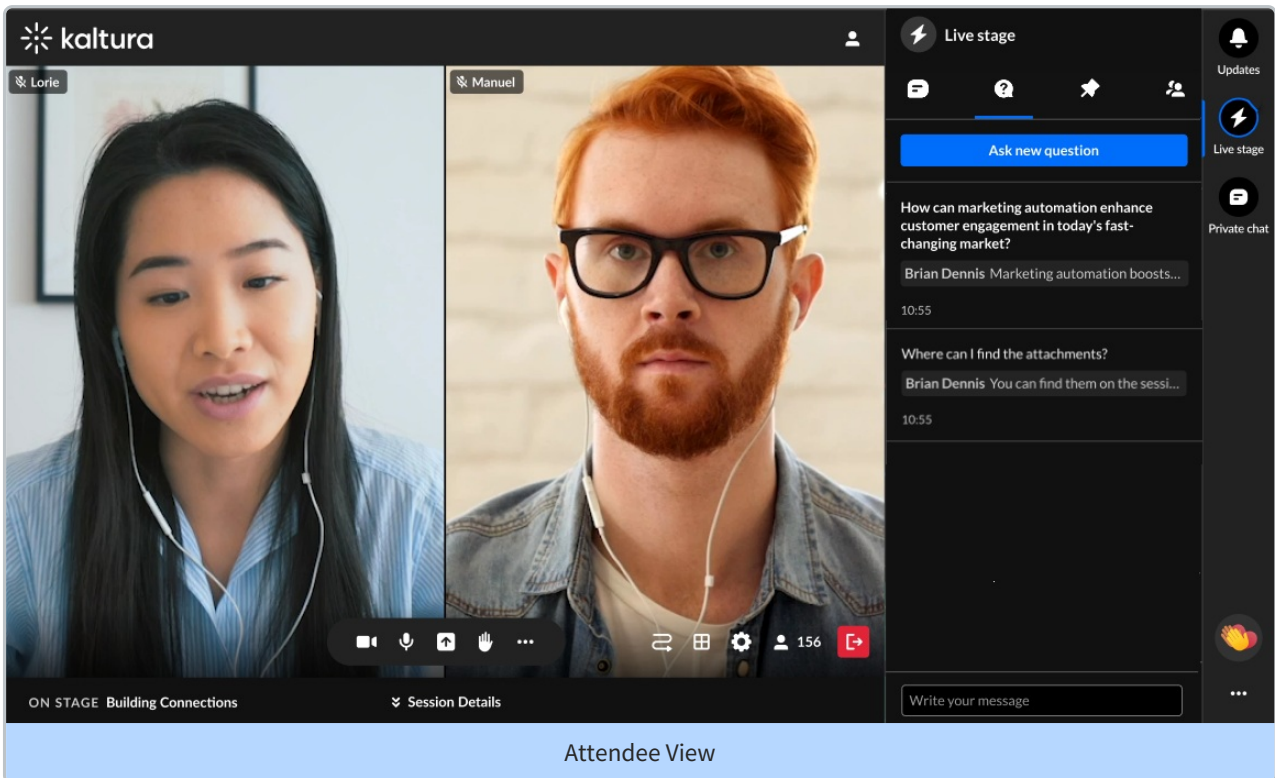 kaltura
Lorie
Manuel
156
ON STAGE Building Connections
Session Details
Live stage
Ask new question
How can marketing automation enhance
customer engagement in today's fast-
changing market?
Brian Dennis Marketing automation boosts...
10:55
Where can I find the attachments?
Brian Dennis You can find them on the sessi...
10:55
Write your message
Updates
Live stage
Private chat
Attendee View